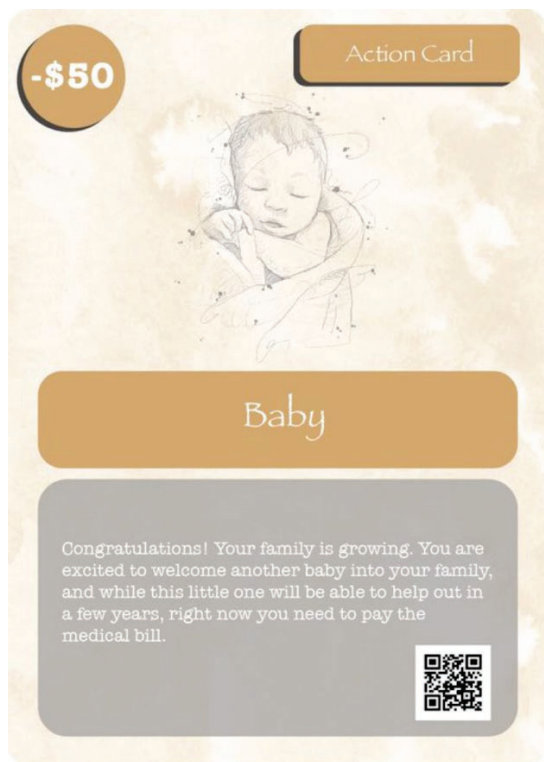 -$50
Action Card
Baby
Congratulations! Your family is growing. You are
excited to welcome another baby into your family,
and while this little one will be able to help out in
a few years, right now you need to pay the
medical bill.